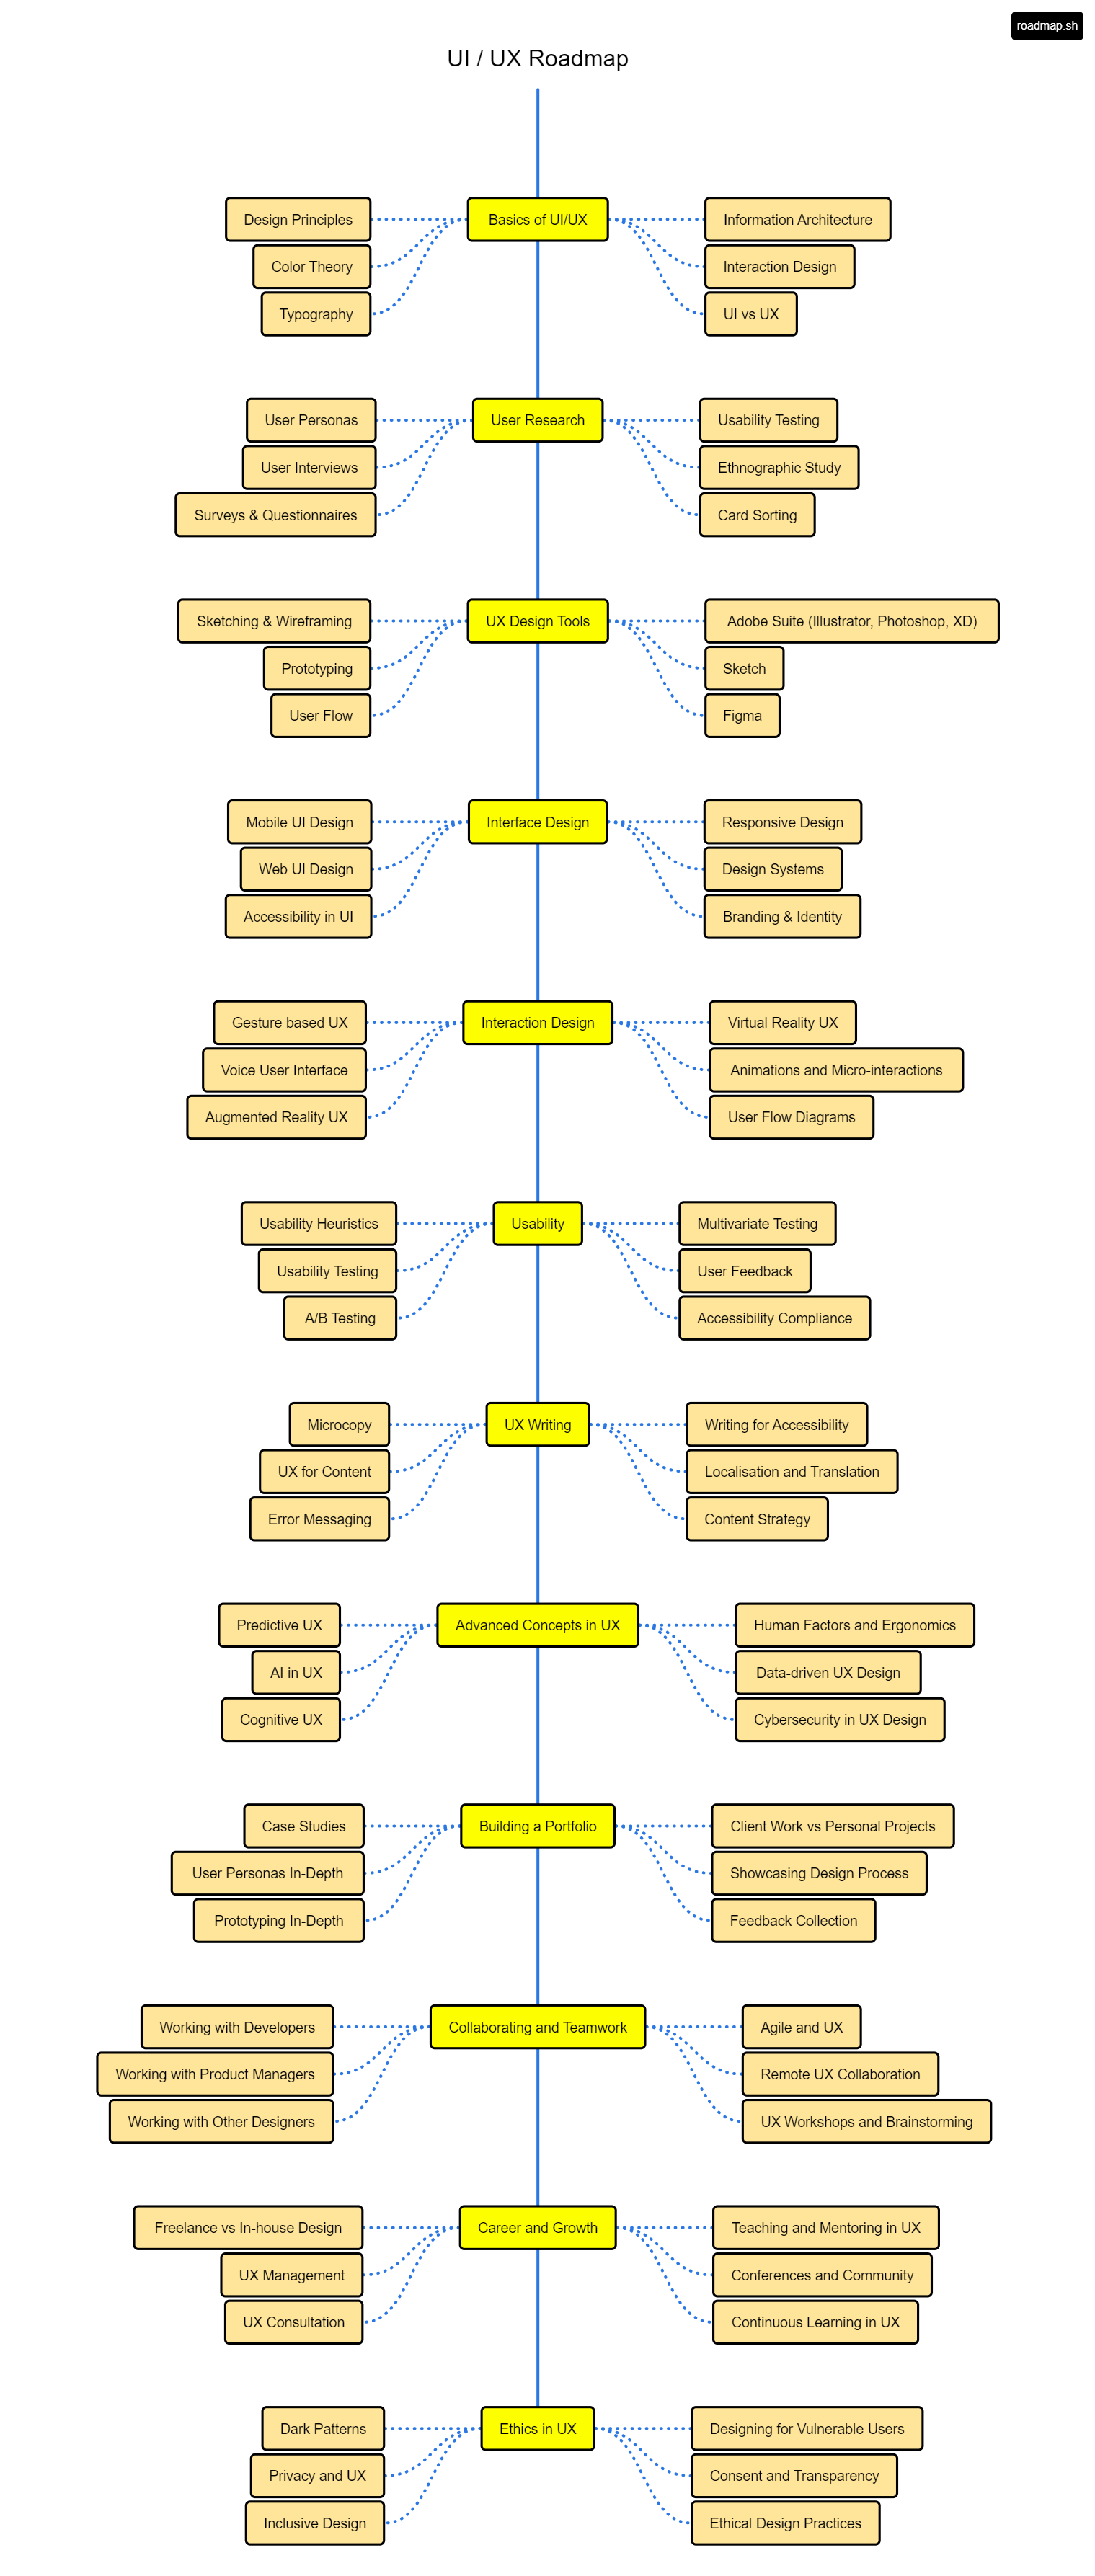 roadmap.sh
UI / UX Roadmap
Design Principles
Color Theory
Typography
Basics of UI/UX
Information Architecture
Interaction Design
UI vs UX
User Personas
User Interviews
Surveys & Questionnaires
User Research
Usability Testing
Ethnographic Study
Card Sorting
Sketching & Wireframing
Prototyping
User Flow
UX Design Tools
Adobe Suite (Illustrator, Photoshop, XD)
Sketch
Figma
Mobile UI Design
Web UI Design
Accessibility in UI
Interface Design
Responsive Design
Design Systems
Branding & Identity
Gesture based UX
Voice User Interface
Augmented Reality UX
Interaction Design
Virtual Reality UX
Animations and Micro-interactions
User Flow Diagrams
Usability Heuristics
Usability Testing
A/B Testing
Usability
Multivariate Testing
User Feedback
Accessibility Compliance
Microcopy
UX for Content
Error Messaging
UX Writing
Writing for Accessibility
Localisation and Translation
Content Strategy
Predictive UX
AI in UX
Cognitive UX
Advanced Concepts in UX
Human Factors and Ergonomics
Data-driven UX Design
Cybersecurity in UX Design
Case Studies
User Personas In-Depth
Prototyping In-Depth
Building a Portfolio
Client Work vs Personal Projects
Showcasing Design Process
Feedback Collection
Working with Developers
Working with Product Managers
Working with Other Designers
Collaborating and Teamwork
Agile and UX
Remote UX Collaboration
UX Workshops and Brainstorming
Freelance vs In-house Design
UX Management
UX Consultation
Career and Growth
Teaching and Mentoring in UX
Conferences and Community
Continuous Learning in UX
Dark Patterns
Privacy and UX
Inclusive Design
Ethics in UX
Designing for Vulnerable Users
Consent and Transparency
Ethical Design Practices